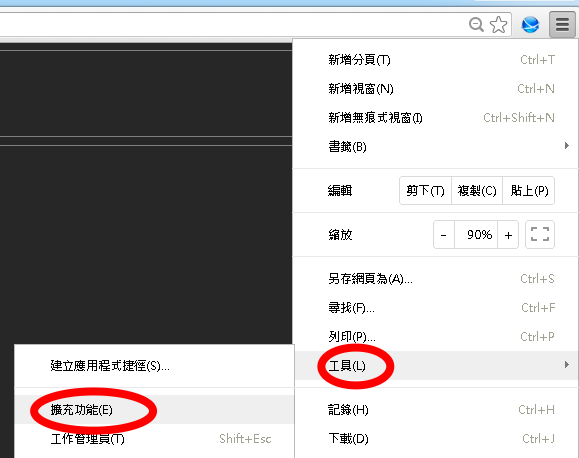 新增分頁(T) Ctrl+T
新增視窗(N) Ctrl+N
新增無痕式視窗(I) Ctrl+Shift+N
書籤(B)
編輯 剪下(T) 複製(C) 貼上(P)
縮放 - 90% +
另存網頁為(A)... Ctrl+S
尋找(F)... Ctrl+F
列印(P)... Ctrl+P
工具(L)
記錄(H) Ctrl+H
下載(D) Ctrl+J
建立應用程式捷徑(S)...
擴充功能(E)
工作管理員(T) Shift+Esc